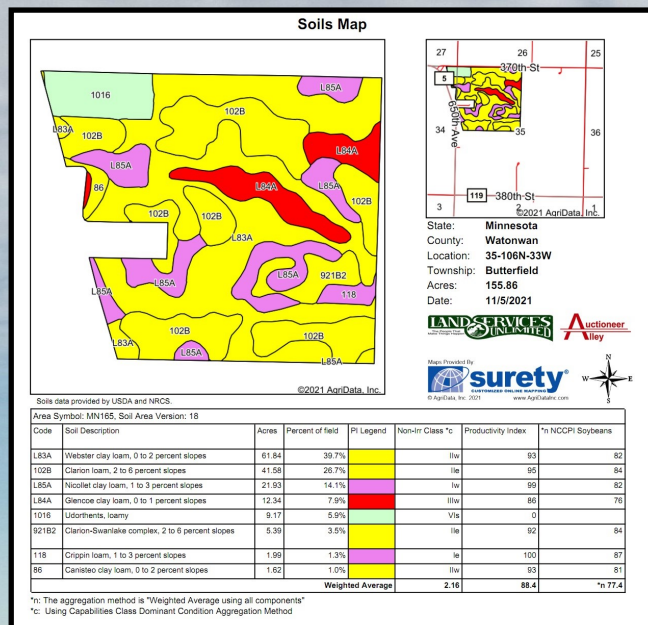 Soils Map
1016
L85A
102B
L83A
102B
L84A
L85A
86
L84A
L85A
102B
102B
102B
L83A
L85A
L85A
921B2
L85A
118
102B
102B
L83A
L85A
L85A
©2021 AgriData, Inc.
Soils data provided by USDA and NRCS.
27
26
25
370th St
5
650th Ave
34
35
36
119
380th St
3
2
1
©2021 AgriData, Inc.
State: Minnesota
County: Watonwan
Location: 35-106N-33W
Township: Butterfield
Acres: 155.86
Date: 11/5/2021
LAND SERVICES
UNLIMITED
Auctioneer
Alley
Maps Provided By
surety®
CUSTOMIZED ONLINE MAPPING
© AgriData, Inc. 2021 www.AgriDataInc.com
N
W E
S
Area Symbol: MN165, Soil Area Version: 18
Code Soil Description Acres Percent of field PI Legend Non-Irr Class *c Productivity Index *n NCCPI Soybeans
L83A Webster clay loam, 0 to 2 percent slopes 61.84 39.7% IIw 93 82
102B Clarion loam, 2 to 6 percent slopes 41.58 26.7% IIe 95 84
L85A Nicollet clay loam, 1 to 3 percent slopes 21.93 14.1% Iw 99 82
L84A Glencoe clay loam, 0 to 1 percent slopes 12.34 7.9% IIIw 86 76
1016 Udorthents, loamy 9.17 5.9% VIs 0
921B2 Clarion-Swanlake complex, 2 to 6 percent slopes 5.39 3.5% IIe 92 84
118 Crippin loam, 1 to 3 percent slopes 1.99 1.3% Ie 100 87
86 Canisteo clay loam, 0 to 2 percent slopes 1.62 1.0% IIw 93 81
Weighted Average 2.16 88.4 *n 77.4
*n: The aggregation method is "Weighted Average using all components"
*c: Using Capabilities Class Dominant Condition Aggregation Method